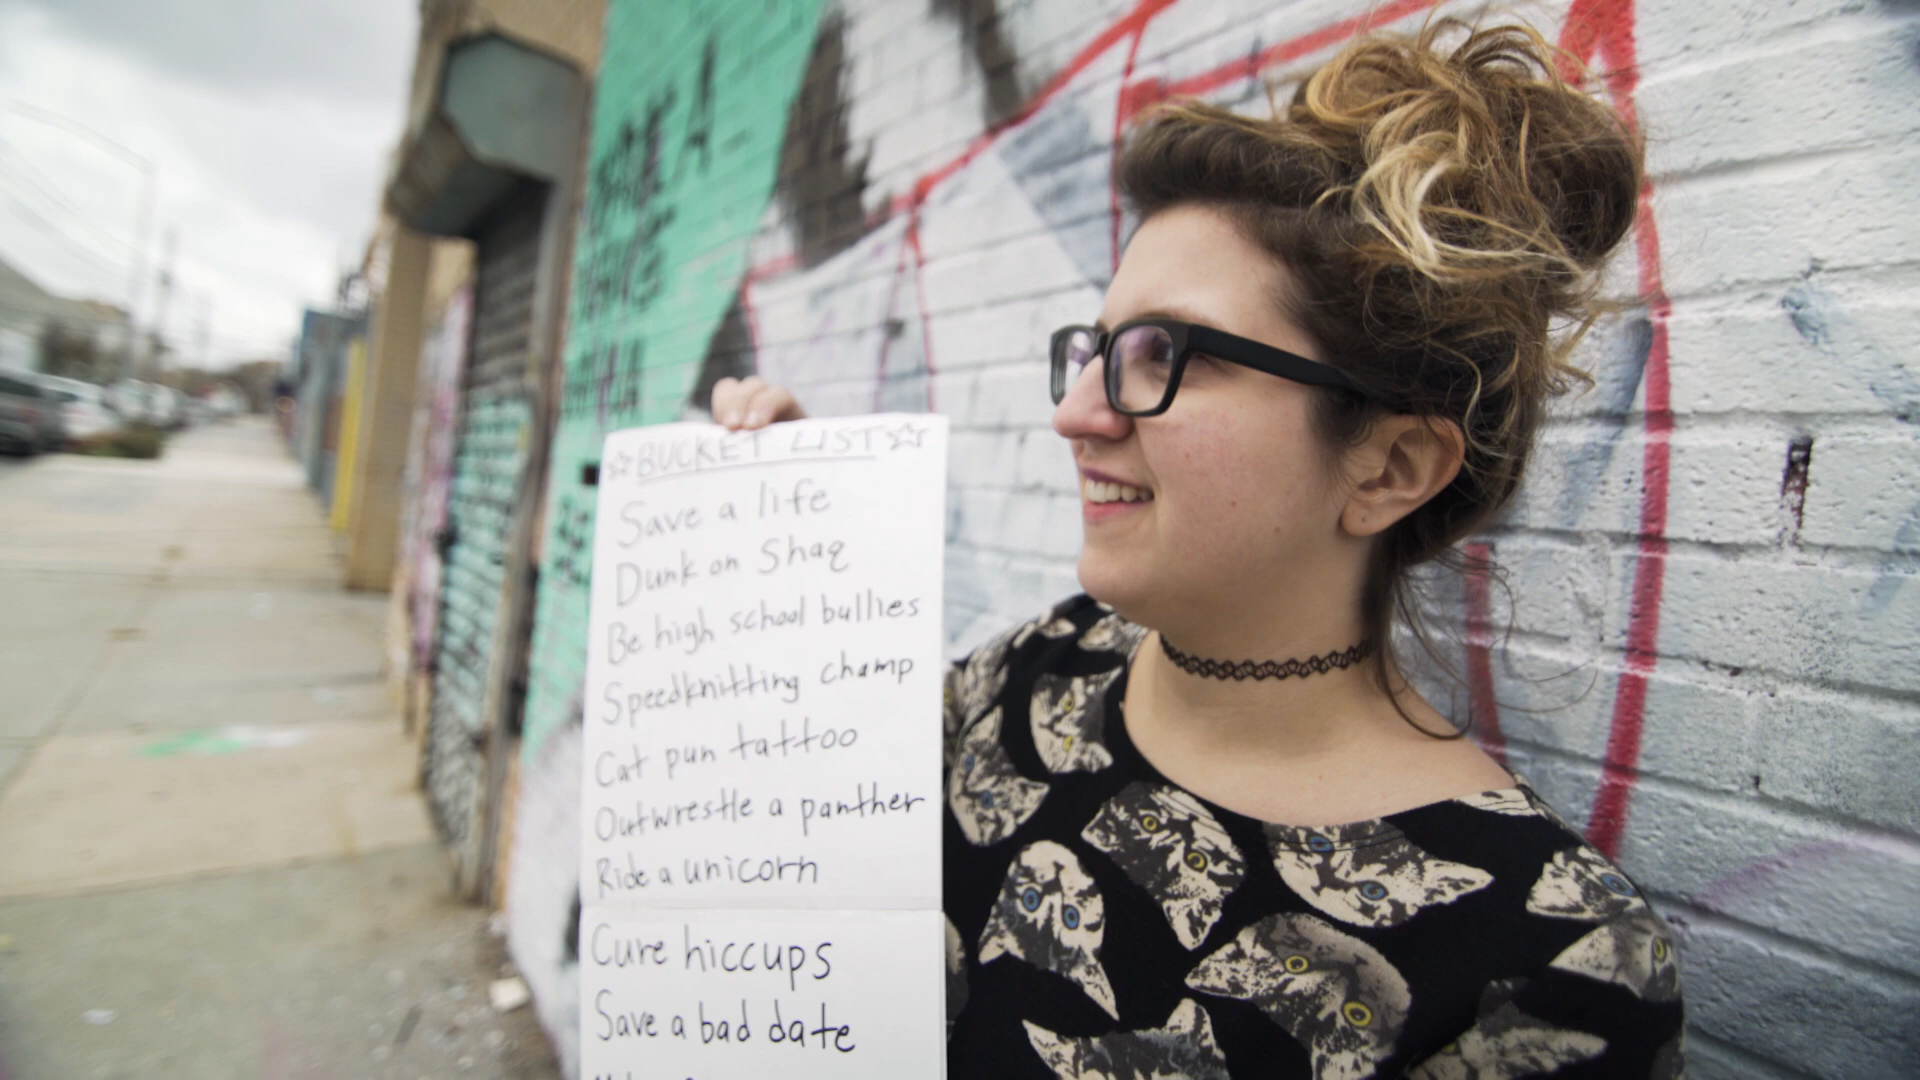 ☆BUCKET LIST☆
Save a life
Dunk on Shaq
Be high school bullies
Speedknitting champ
Cat pun tattoo
Outwrestle a panther
Ride a unicorn
Cure hiccups
Save a bad date